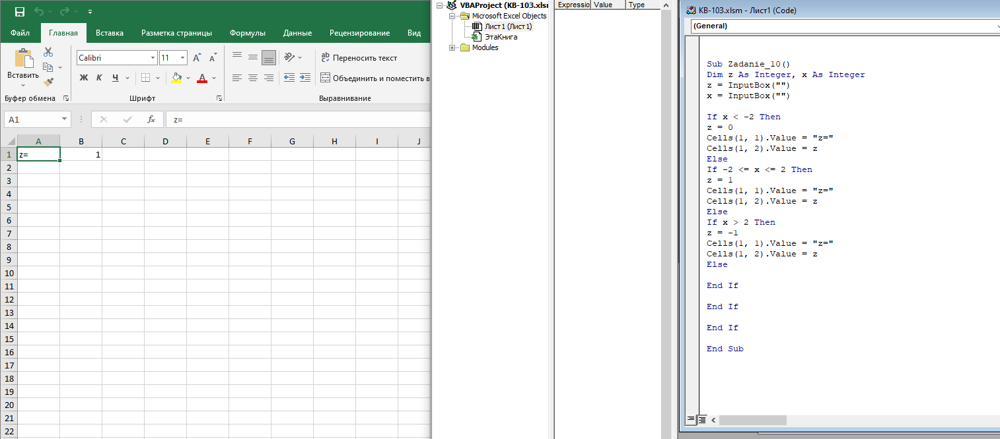 Файл Главная Вставка Разметка страницы Формулы Данные Рецензирование Вид
Вставить
Calibri 11 A A
Ж К Ч А
ab Переносить текст
Объединить и поместить в
Буфер обмена Шрифт Выравнивание
A1 fx z=
A B C D E F G H I J
1 z= 1
2
3
4
5
6
7
8
9
10
11
12
13
14
15
16
17
18
19
20
21
22
VBAProject (КВ-103.xlsm
Microsoft Excel Objects
Лист1 (Лист1)
ЭтаКнига
Modules
Expressio Value Type
КВ-103.xlsm - Лист1 (Code)
(General)
Sub Zadanie_10()
Dim z As Integer, x As Integer
z = InputBox("")
x = InputBox("")
If x < -2 Then
z = 0
Cells(1, 1).Value = "z="
Cells(1, 2).Value = z
Else
If -2 <= x <= 2 Then
z = 1
Cells(1, 1).Value = "z="
Cells(1, 2).Value = z
Else
If x > 2 Then
z = -1
Cells(1, 1).Value = "z="
Cells(1, 2).Value = z
Else
End If
End If
End If
End Sub